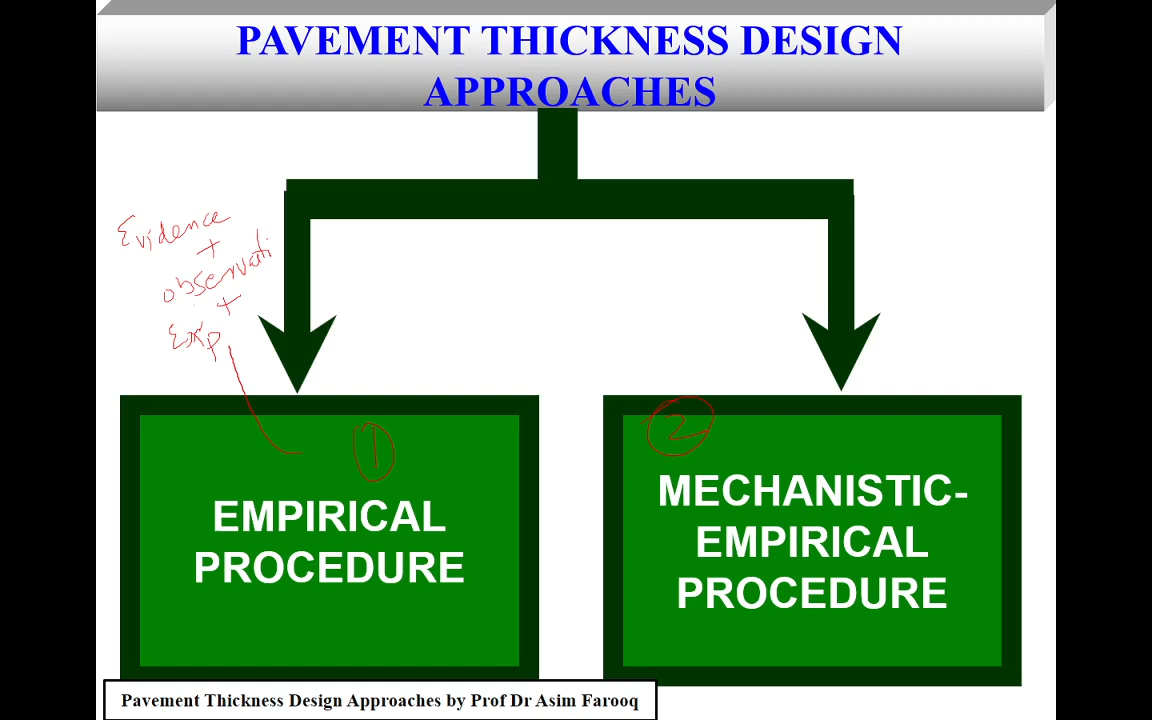 PAVEMENT THICKNESS DESIGN
APPROACHES
Evidence
+
observati
+
Exp
1
EMPIRICAL
PROCEDURE
2
MECHANISTIC-
EMPIRICAL
PROCEDURE
Pavement Thickness Design Approaches by Prof Dr Asim Farooq